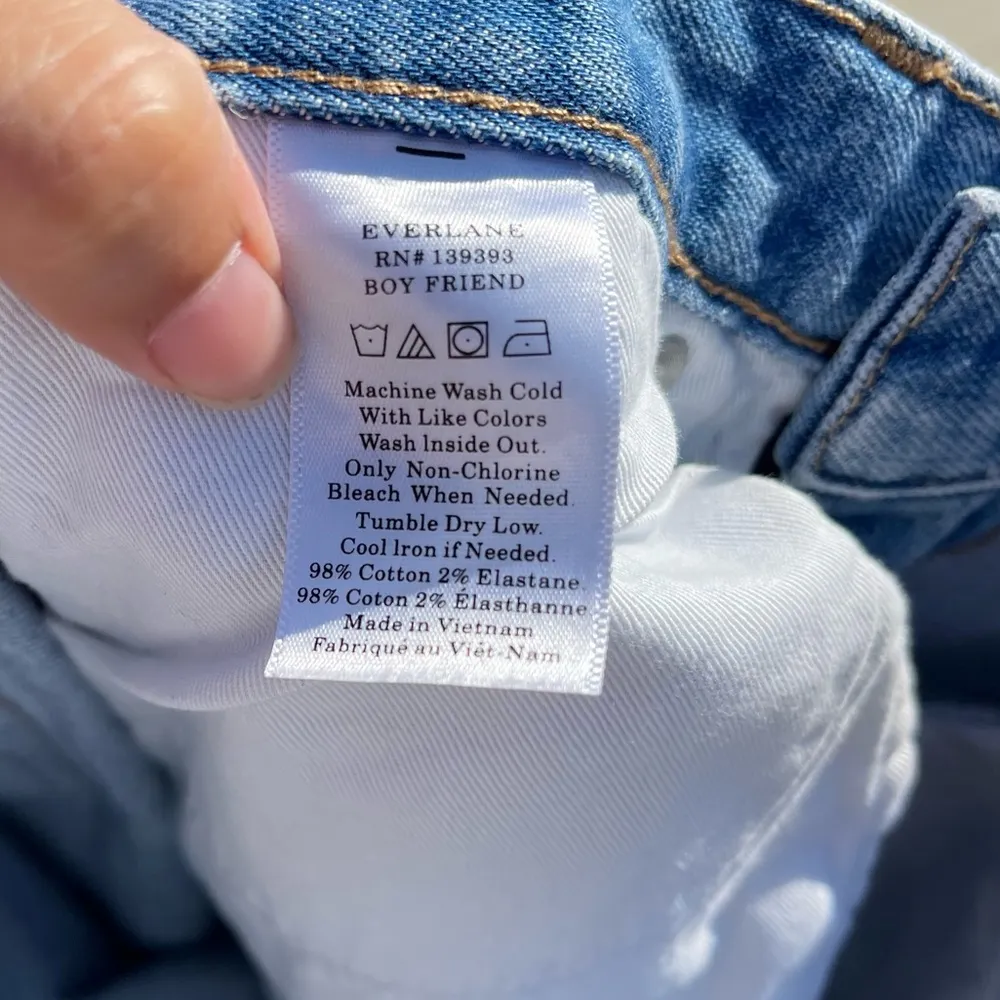 EVERLANE
RN# 139393
BOY FRIEND
Machine Wash Cold
With Like Colors
Wash Inside Out.
Only Non-Chlorine
Bleach When Needed.
Tumble Dry Low.
Cool Iron if Needed.
98% Cotton 2% Elastane.
98% Coton 2% Élasthanne
Made in Vietnam
Fabriqué au Viêt-Nam